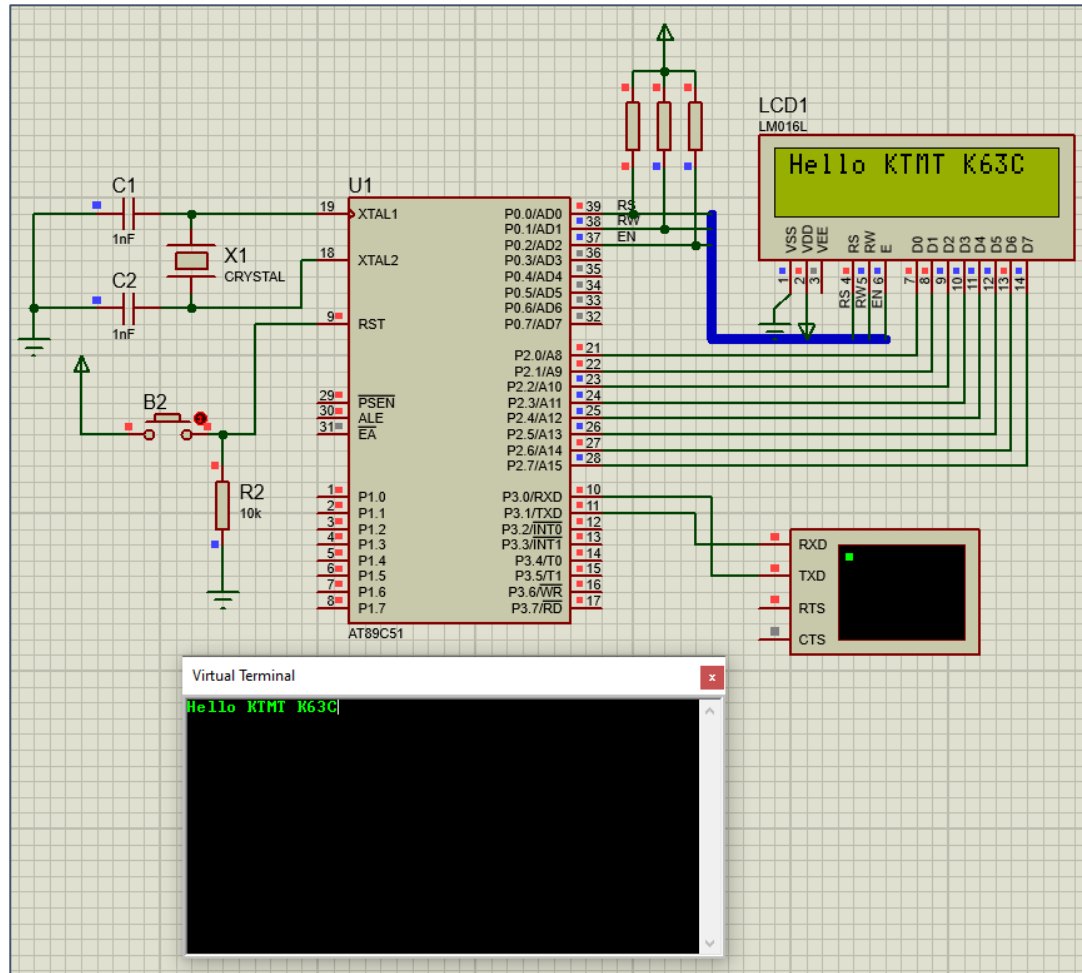 LCD1
LM016L
Hello KTMT K63C
VSS
VDD
VEE
RS
RW
E
D0
D1
D2
D3
D4
D5
D6
D7
1
2
3
RS 4
RW 5
EN 6
7
8
9
10
11
12
13
14
C1
1nF
X1
CRYSTAL
C2
1nF
B2
R2
10k
U1
19 XTAL1
18 XTAL2
9 RST
29 PSEN
30 ALE
31 EA
1 P1.0
2 P1.1
3 P1.2
4 P1.3
5 P1.4
6 P1.5
7 P1.6
8 P1.7
P0.0/AD0 39 RS
P0.1/AD1 38 RW
P0.2/AD2 37 EN
P0.3/AD3 36
P0.4/AD4 35
P0.5/AD5 34
P0.6/AD6 33
P0.7/AD7 32
P2.0/A8 21
P2.1/A9 22
P2.2/A10 23
P2.3/A11 24
P2.4/A12 25
P2.5/A13 26
P2.6/A14 27
P2.7/A15 28
P3.0/RXD 10
P3.1/TXD 11
P3.2/INT0 12
P3.3/INT1 13
P3.4/T0 14
P3.5/T1 15
P3.6/WR 16
P3.7/RD 17
AT89C51
RXD
TXD
RTS
CTS
Virtual Terminal
x
Hello KTMT K63C